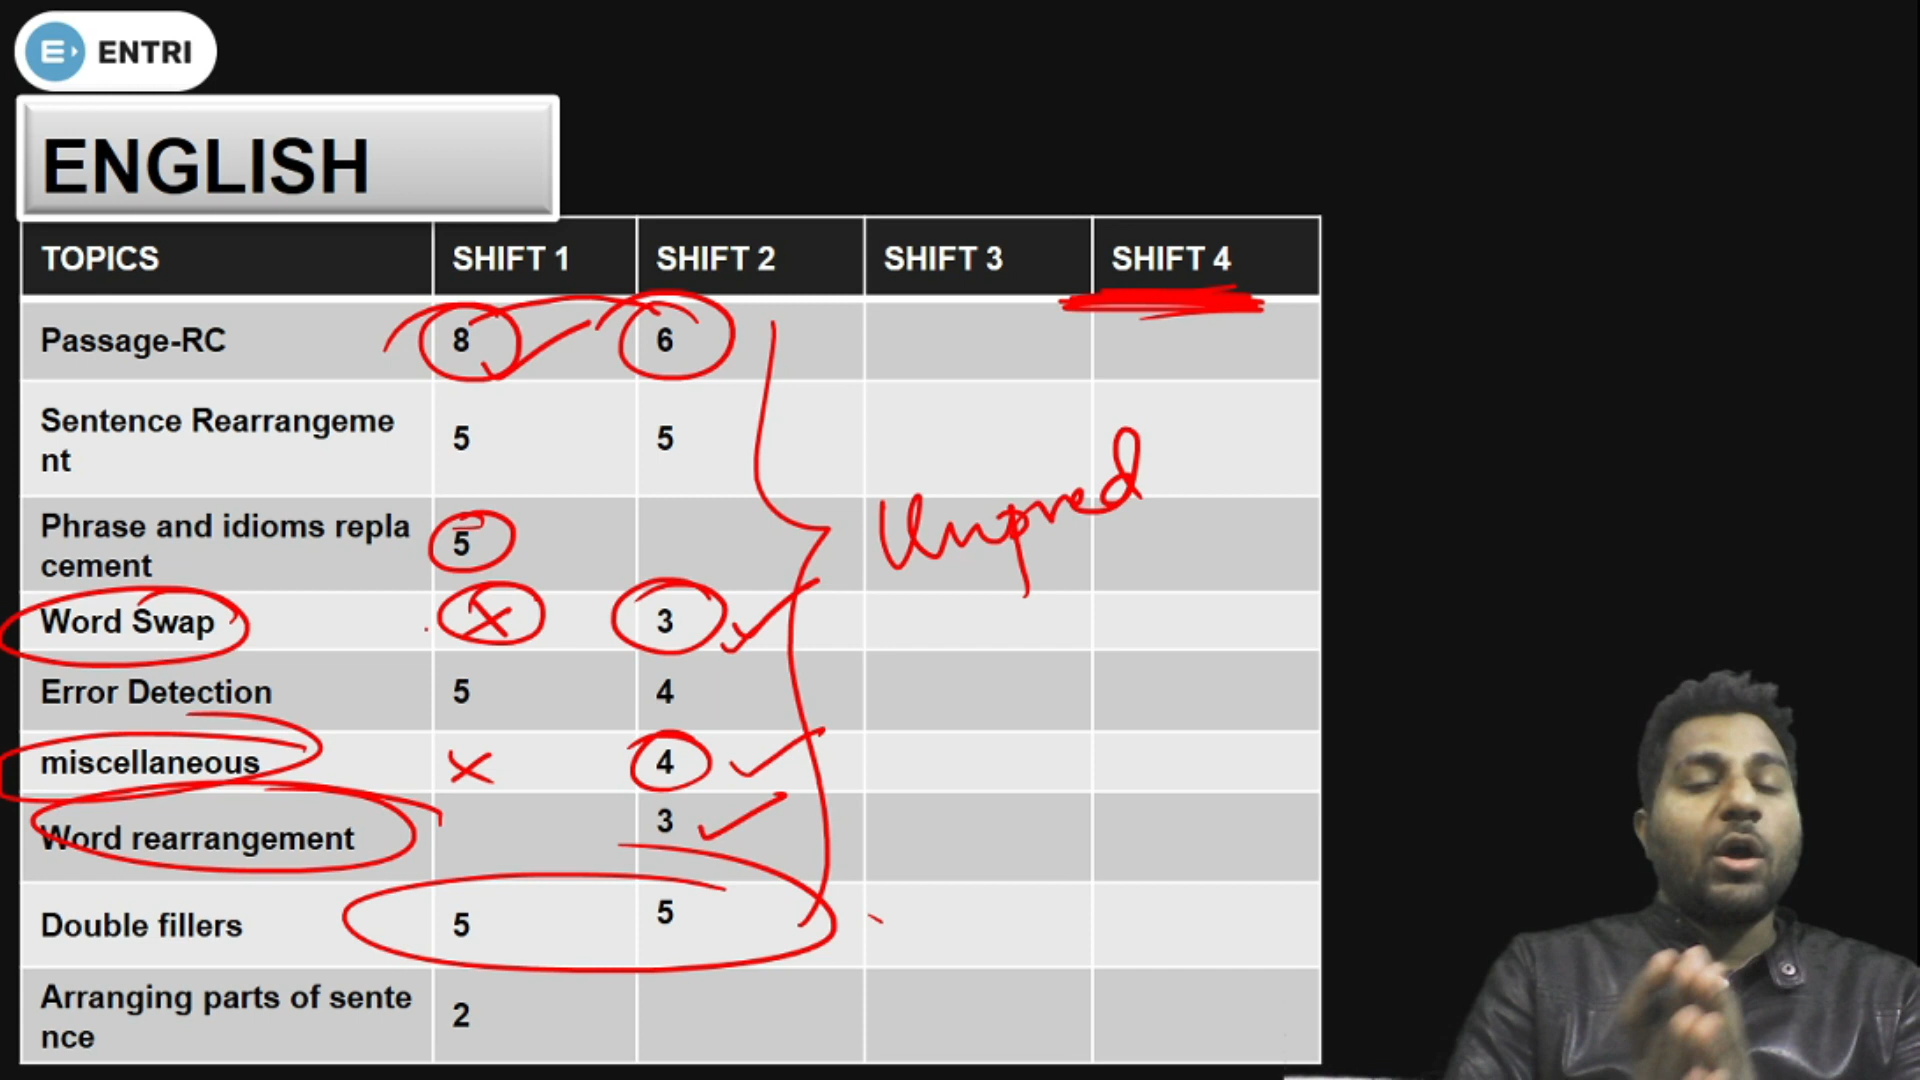 ENTRI
ENGLISH
TOPICS SHIFT 1 SHIFT 2 SHIFT 3 SHIFT 4
Passage-RC 8 6
Sentence Rearrangeme
nt 5 5
Phrase and idioms repla
cement 5
Word Swap 3
Error Detection 5 4
miscellaneous 4
Word rearrangement 3
Double fillers 5 5
Arranging parts of sente
nce 2
Unpred